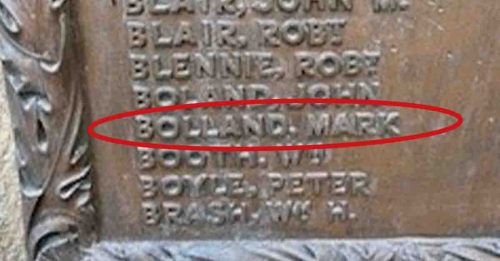 BLAIR, JOHN M.
BLAIR, ROBT
BLENNIE, ROBT
BOLAND, JOHN
BOLLAND, MARK
BOOTH, WM
BOYLE, PETER
BRASH, WM H.